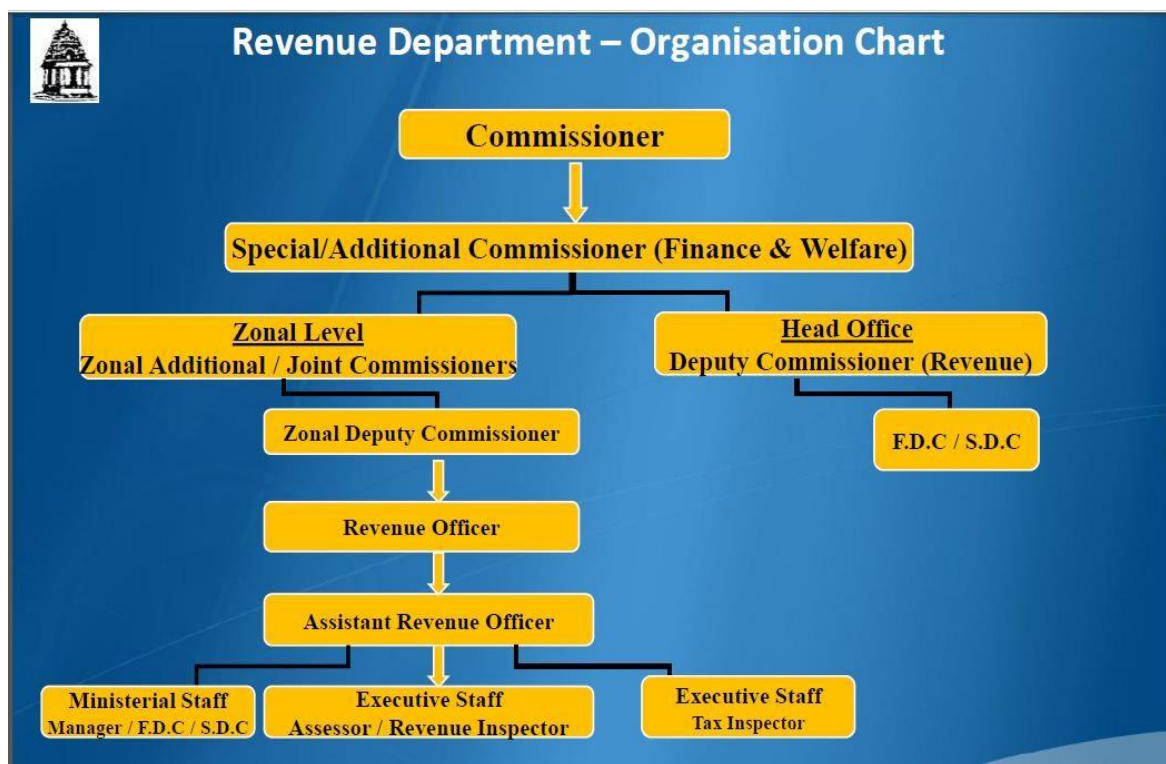 Revenue Department – Organisation Chart
Commissioner
Special/Additional Commissioner (Finance & Welfare)
Zonal Level
Zonal Additional / Joint Commissioners
Head Office
Deputy Commissioner (Revenue)
Zonal Deputy Commissioner
F.D.C / S.D.C
Revenue Officer
Assistant Revenue Officer
Ministerial Staff
Manager / F.D.C / S.D.C
Executive Staff
Assessor / Revenue Inspector
Executive Staff
Tax Inspector